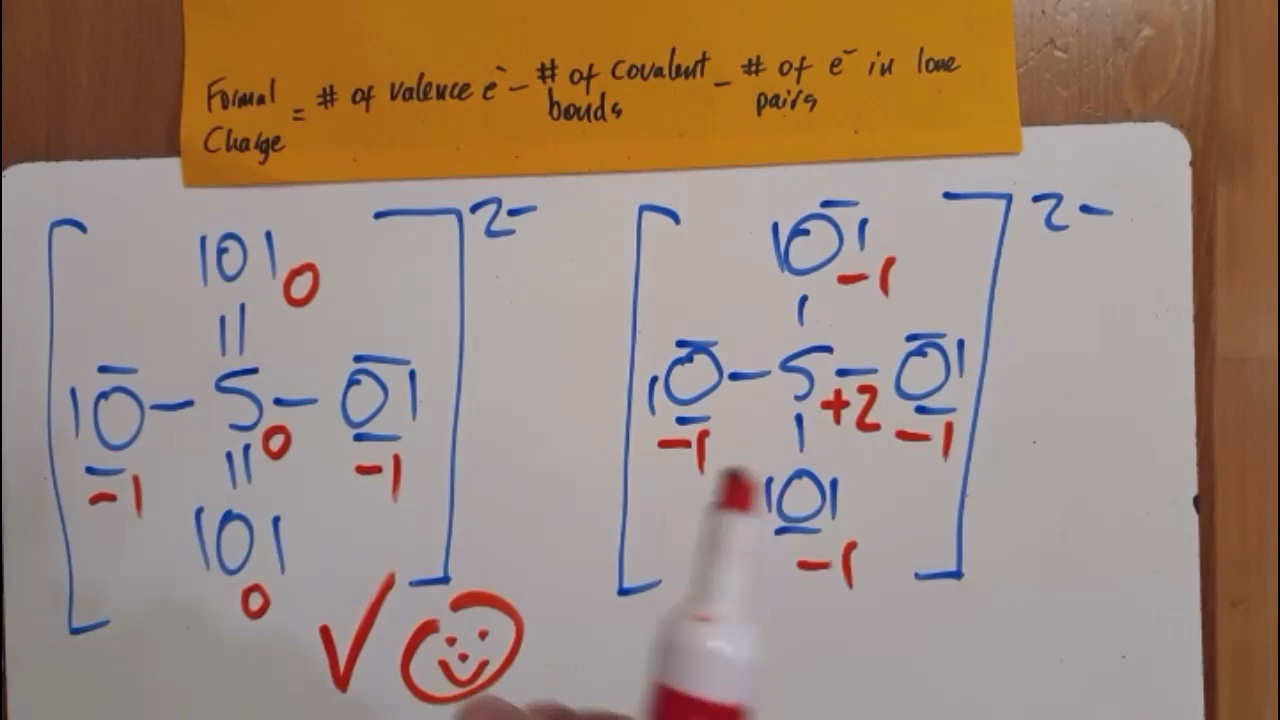 Formal Charge = # of valence e⁻ - # of covalent bonds - # of e⁻ in lone pairs
[ |O| 0 ]2-
||
|O - S 0 - O|
-1 || -1
|O|
0
✓
[ |O| -1 ]2-
|
|O - S +2 - O|
-1 | -1
|O|
-1